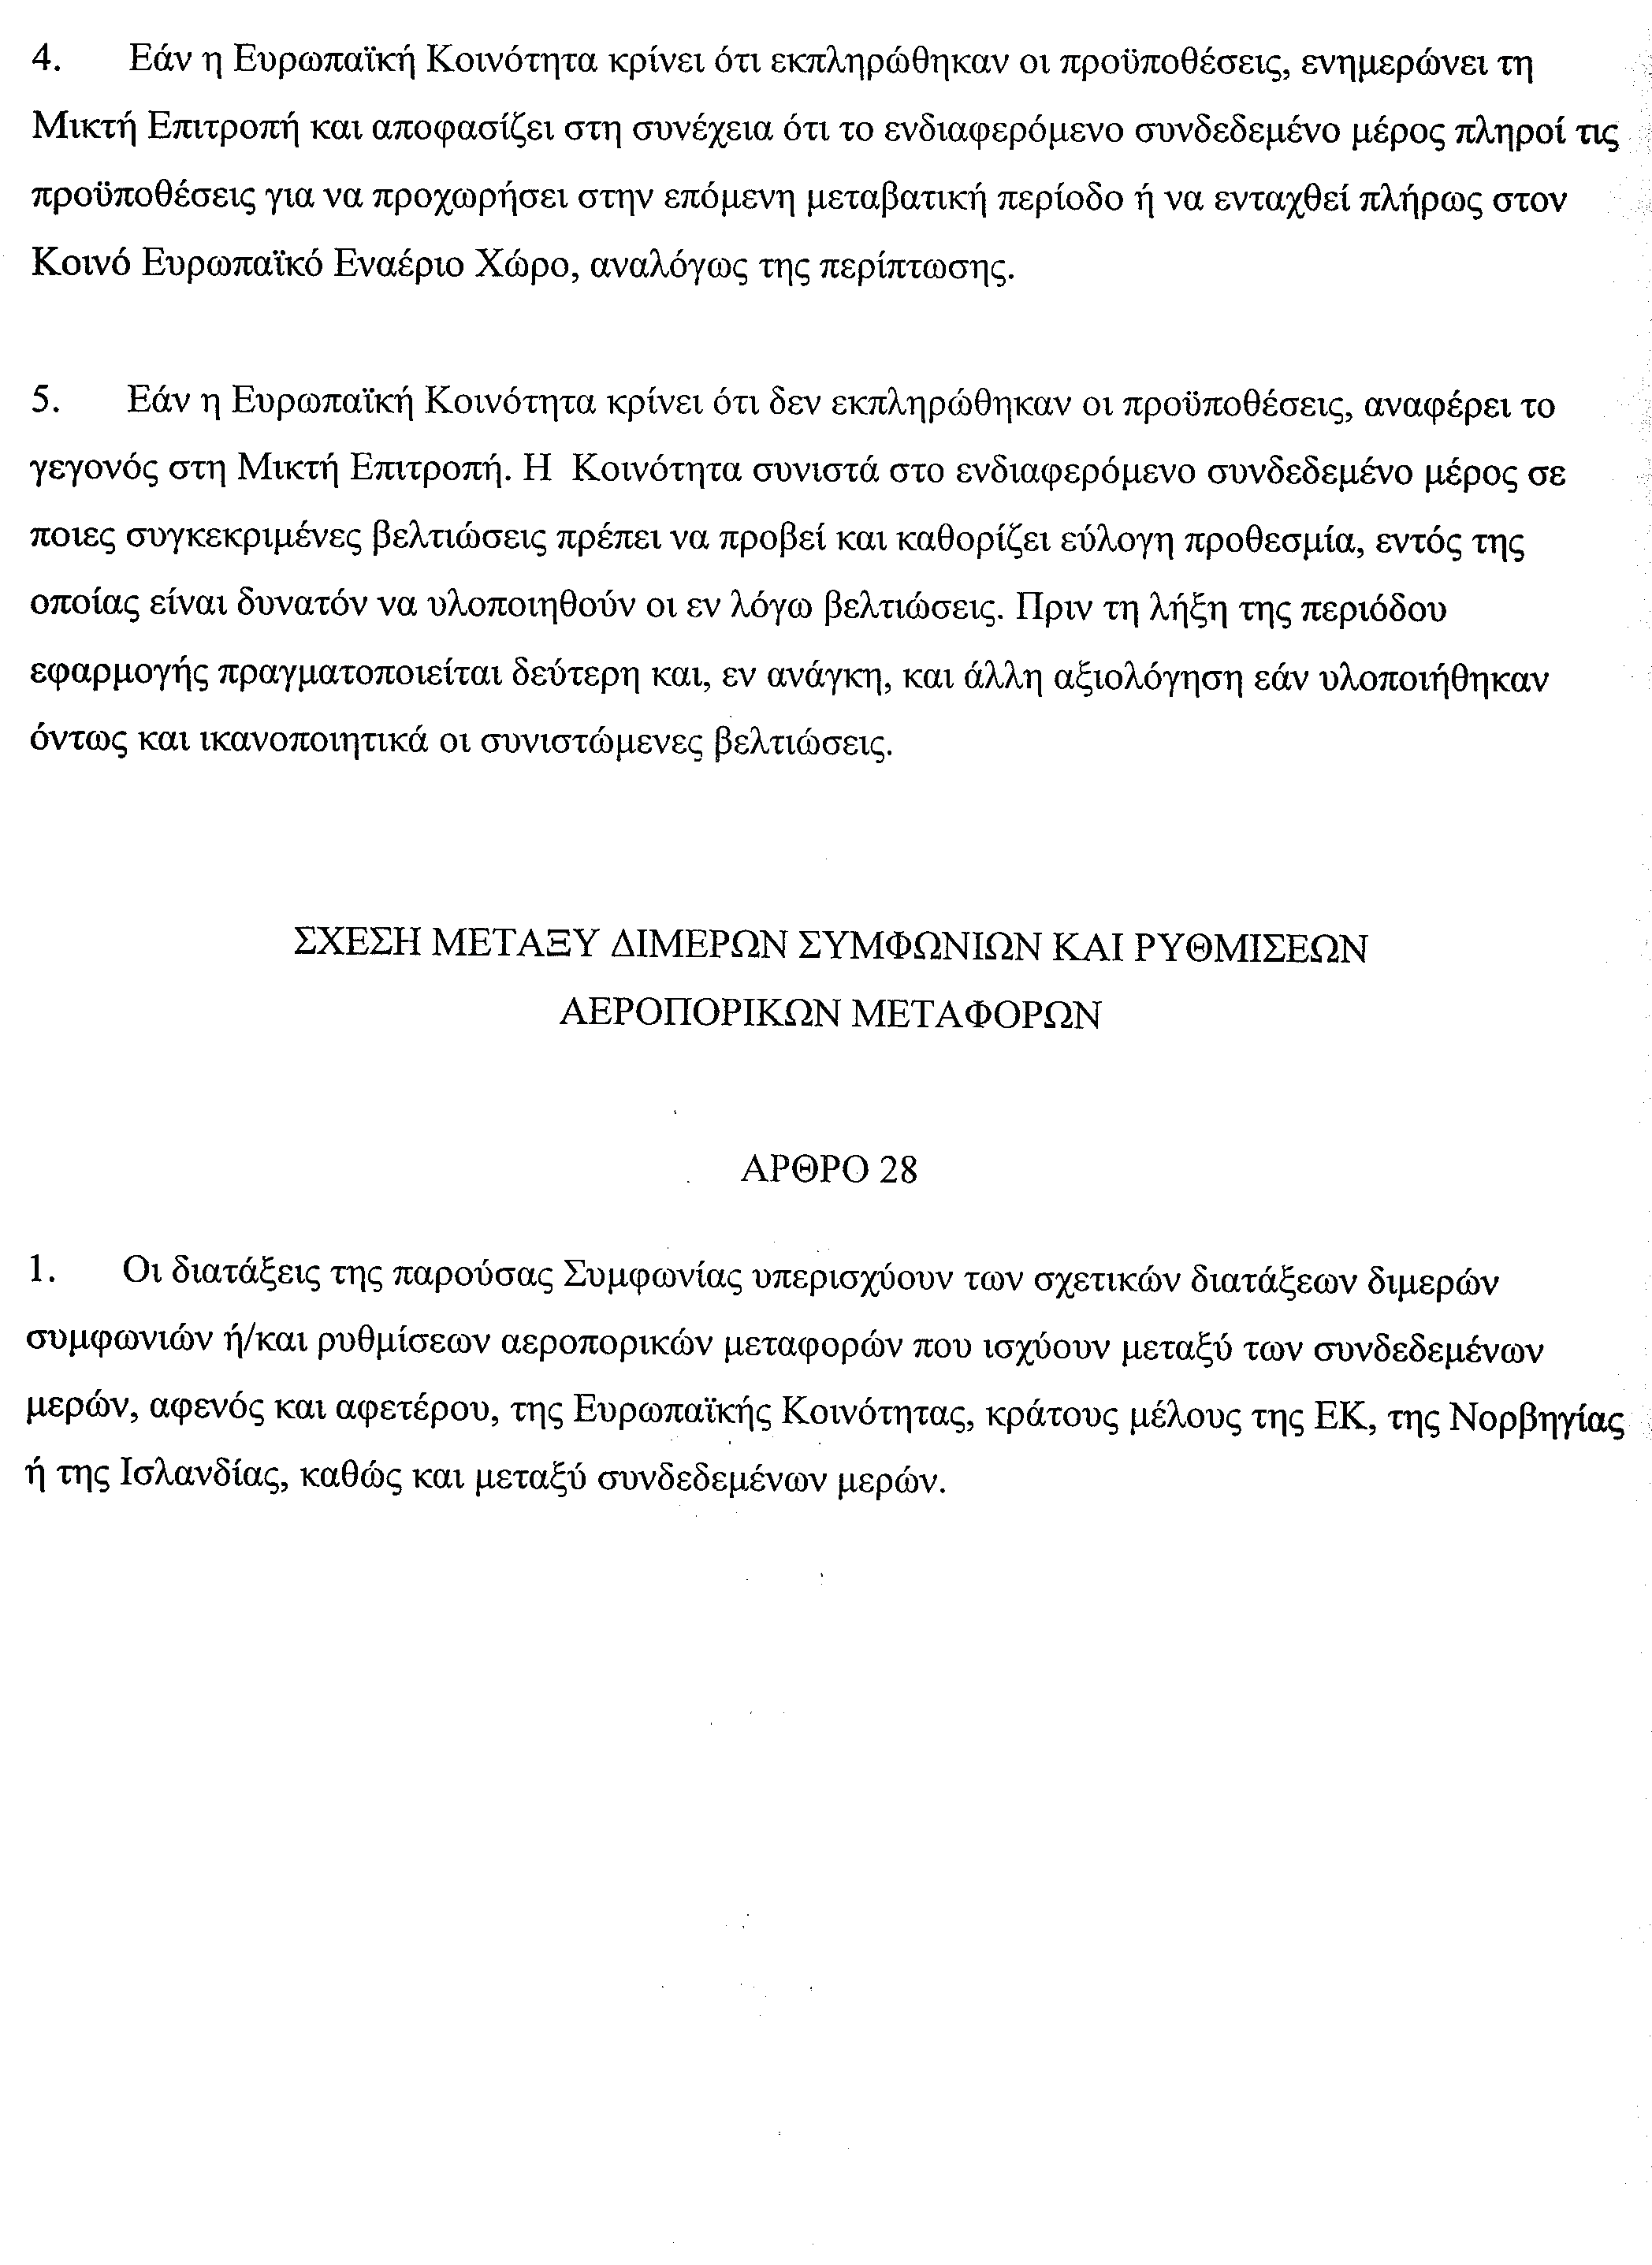 4. Εάν η Ευρωπαϊκή Κοινότητα κρίνει ότι εκπληρώθηκαν οι προϋποθέσεις, ενημερώνει τη
Μικτή Επιτροπή και αποφασίζει στη συνέχεια ότι το ενδιαφερόμενο συνδεδεμένο μέρος πληροί τις
προϋποθέσεις για να προχωρήσει στην επόμενη μεταβατική περίοδο ή να ενταχθεί πλήρως στον
Κοινό Ευρωπαϊκό Εναέριο Χώρο, αναλόγως της περίπτωσης.
5. Εάν η Ευρωπαϊκή Κοινότητα κρίνει ότι δεν εκπληρώθηκαν οι προϋποθέσεις, αναφέρει το
γεγονός στη Μικτή Επιτροπή. Η Κοινότητα συνιστά στο ενδιαφερόμενο συνδεδεμένο μέρος σε
ποιες συγκεκριμένες βελτιώσεις πρέπει να προβεί και καθορίζει εύλογη προθεσμία, εντός της
οποίας είναι δυνατόν να υλοποιηθούν οι εν λόγω βελτιώσεις. Πριν τη λήξη της περιόδου
εφαρμογής πραγματοποιείται δεύτερη και, εν ανάγκη, και άλλη αξιολόγηση εάν υλοποιήθηκαν
όντως και ικανοποιητικά οι συνιστώμενες βελτιώσεις.
ΣΧΕΣΗ ΜΕΤΑΞΥ ΔΙΜΕΡΩΝ ΣΥΜΦΩΝΙΩΝ ΚΑΙ ΡΥΘΜΙΣΕΩΝ
ΑΕΡΟΠΟΡΙΚΩΝ ΜΕΤΑΦΟΡΩΝ
ΑΡΘΡΟ 28
1. Οι διατάξεις της παρούσας Συμφωνίας υπερισχύουν των σχετικών διατάξεων διμερών
συμφωνιών ή/και ρυθμίσεων αεροπορικών μεταφορών που ισχύουν μεταξύ των συνδεδεμένων
μερών, αφενός και αφετέρου, της Ευρωπαϊκής Κοινότητας, κράτους μέλους της ΕΚ, της Νορβηγίας
ή της Ισλανδίας, καθώς και μεταξύ συνδεδεμένων μερών.